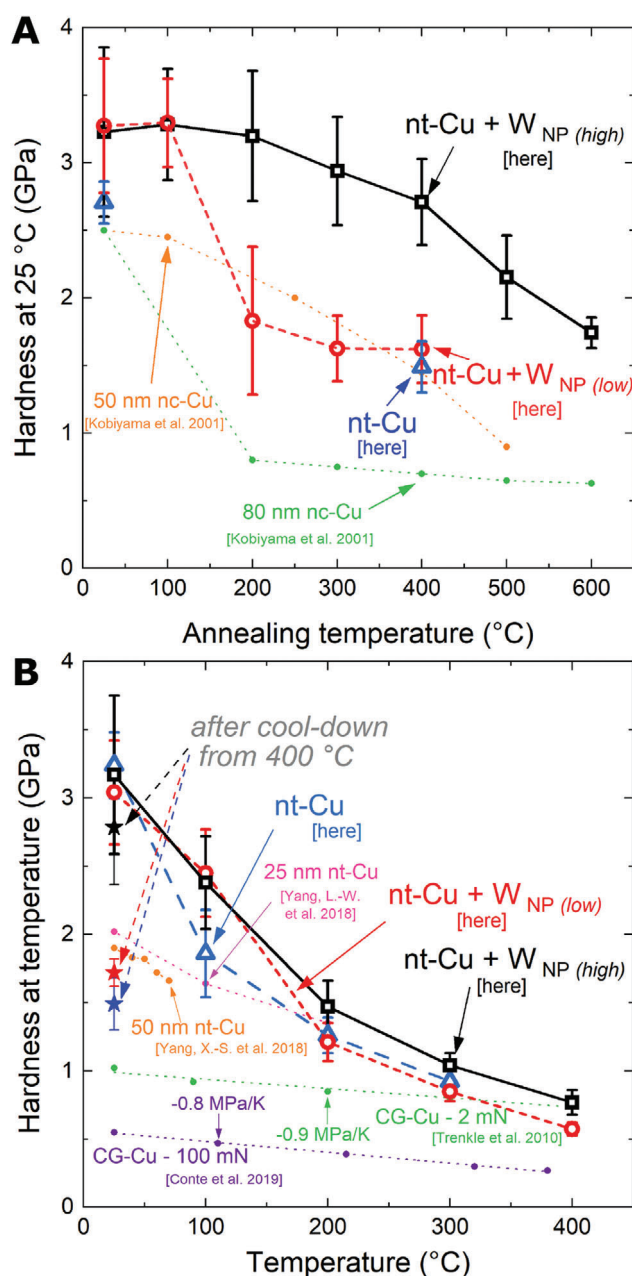 A
4
3
2
1
0
Hardness at 25 °C (GPa)
nt-Cu + W NP (high)
[here]
50 nm nc-Cu
[Kobiyama et al. 2001]
nt-Cu+W NP (low)
[here]
nt-Cu
[here]
80 nm nc-Cu
[Kobiyama et al. 2001]
0 100 200 300 400 500 600
Annealing temperature (°C)
B
4
3
2
1
0
Hardness at temperature (GPa)
after cool-down
from 400 °C
nt-Cu
[here]
25 nm nt-Cu
[Yang, L.-W.
et al. 2018]
nt-Cu + W NP (low)
[here]
nt-Cu + W NP (high)
[here]
50 nm nt-Cu
[Yang, X.-S. et al. 2018]
-0.8 MPa/K
-0.9 MPa/K
CG-Cu - 2 mN
[Trenkle et al. 2010]
CG-Cu - 100 mN
[Conte et al. 2019]
0 100 200 300 400
Temperature (°C)